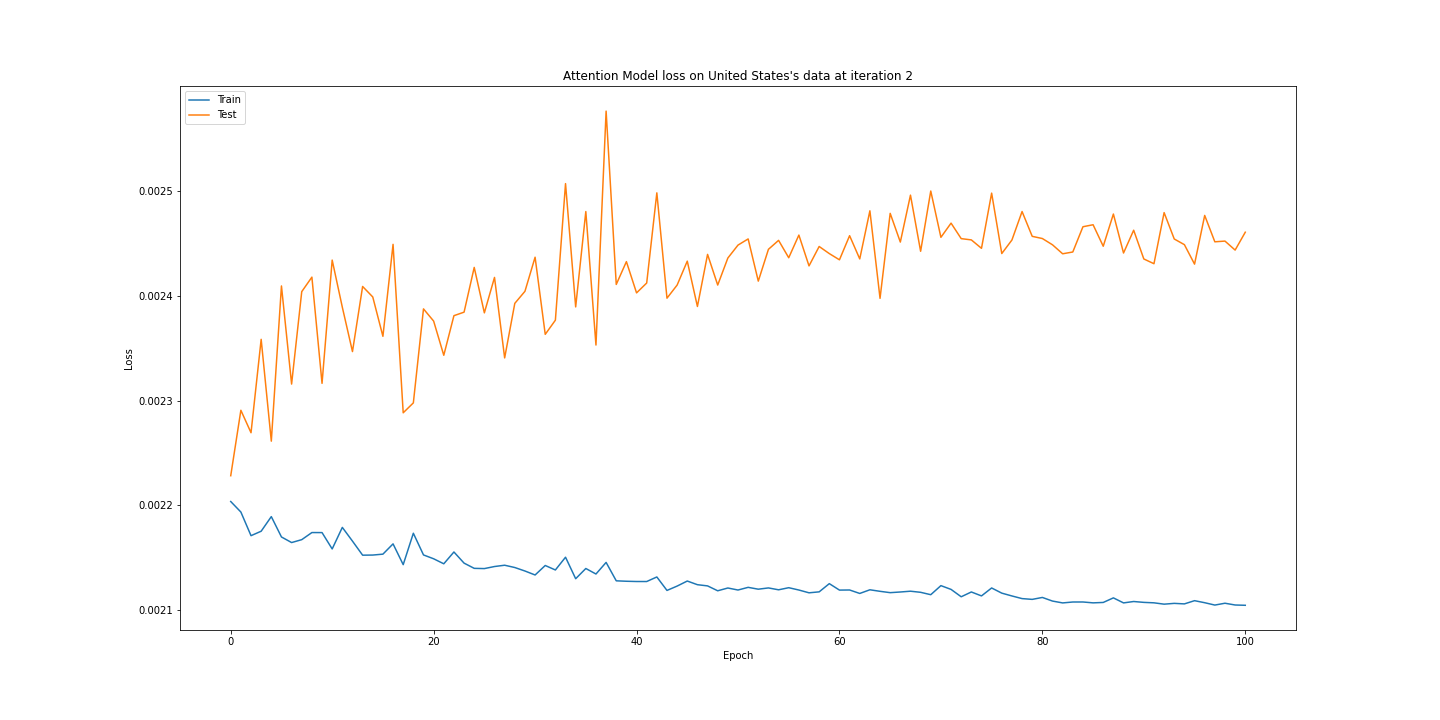 Attention Model loss on United States's data at iteration 2
Train
Test
0.0025
0.0024
0.0023
0.0022
0.0021
Loss
0
20
40
60
80
100
Epoch